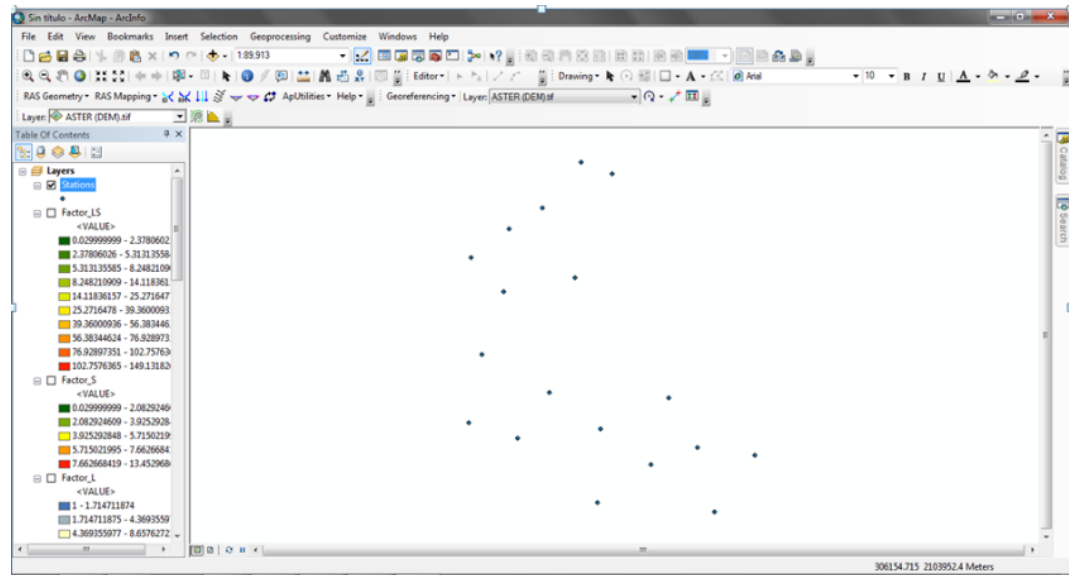 Sin título - ArcMap - ArcInfo
File Edit View Bookmarks Insert Selection Geoprocessing Customize Windows Help
1:89.913
Editor Drawing Arial 10 B I U A
RAS Geometry RAS Mapping ApUtilities Help Georeferencing Layer: ASTER (DEM).tif
Layer: ASTER (DEM).tif
Table Of Contents
Layers
Stations
Factor_LS
<VALUE>
0.029999999 - 2.3780602
2.37806026 - 5.31313558
5.313135585 - 8.2482109
8.248210909 - 14.118361
14.11836157 - 25.271647
25.2716478 - 39.3600093
39.36000936 - 56.383446
56.38344624 - 76.928973
76.92897351 - 102.75763
102.7576365 - 149.13182
Factor_S
<VALUE>
0.029999999 - 2.0829246
2.082924609 - 3.9252928
3.925292848 - 5.7150219
5.715021995 - 7.6266684
7.662668419 - 13.452968
Factor_L
<VALUE>
1 - 1.714711874
1.714711875 - 4.3693559
4.369355977 - 8.6576272
Catalog
Search
306154.715 2103952.4 Meters